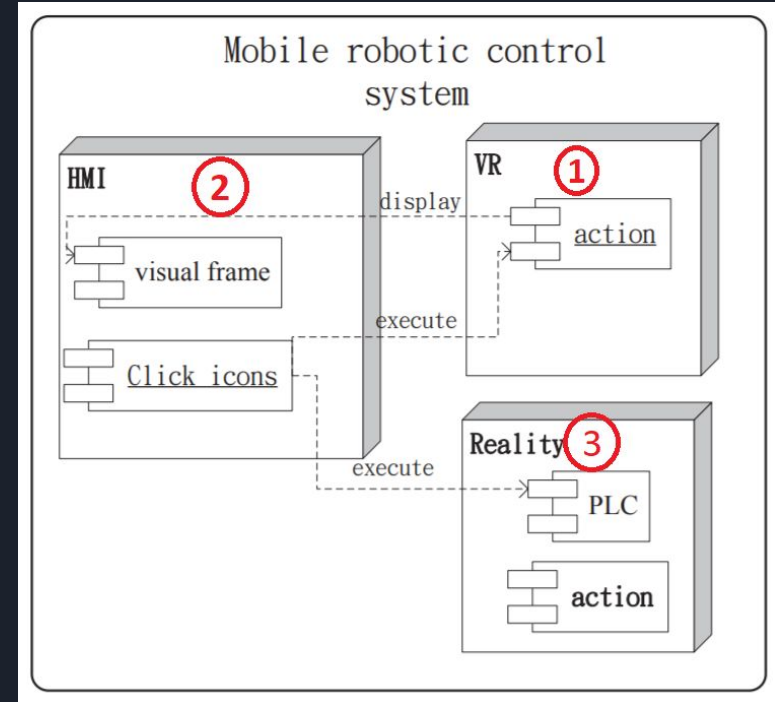 Mobile robotic control
system
HMI
2
VR
1
display
action
visual frame
execute
Click icons
Reality
3
execute
PLC
action